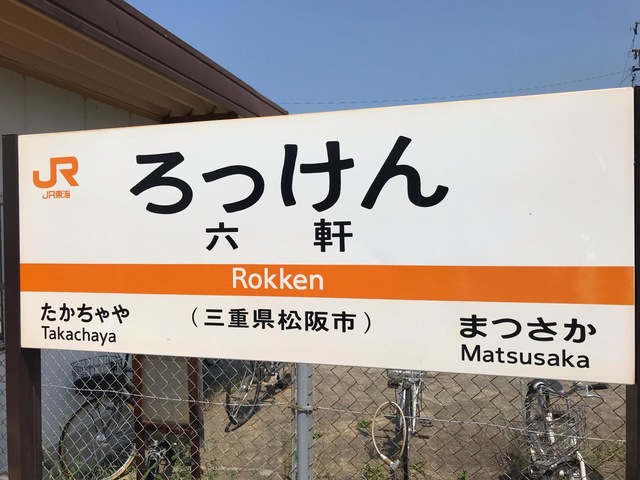 JR
JR東海
ろっけん
六軒
Rokken
たかちゃや
Takachaya
（三重県松阪市）
まつさか
Matsusaka